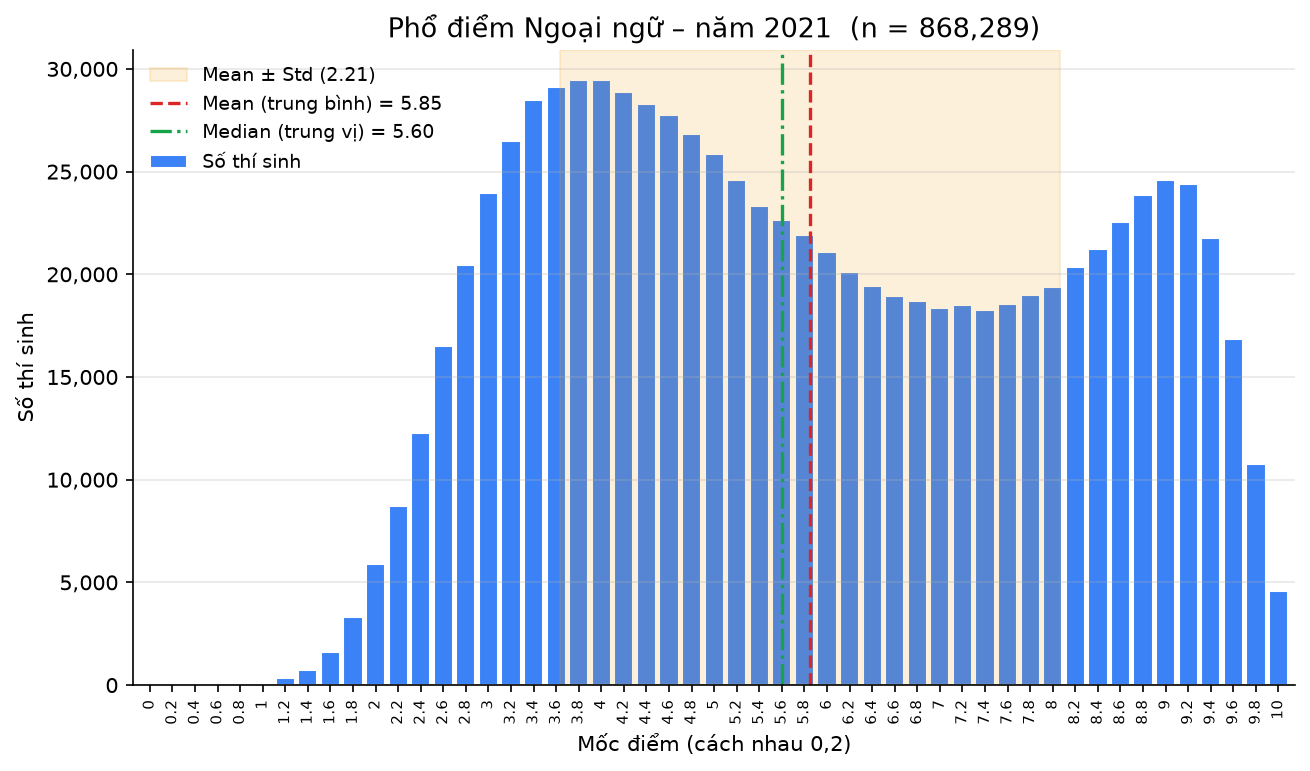 Phổ điểm Ngoại ngữ – năm 2021 (n = 868,289)
Mean ± Std (2.21)
Mean (trung bình) = 5.85
Median (trung vị) = 5.60
Số thí sinh
30,000
25,000
20,000
15,000
10,000
5,000
0
Số thí sinh
0 0.2 0.4 0.6 0.8 1 1.2 1.4 1.6 1.8 2 2.2 2.4 2.6 2.8 3 3.2 3.4 3.6 3.8 4 4.2 4.4 4.6 4.8 5 5.2 5.4 5.6 5.8 6 6.2 6.4 6.6 6.8 7 7.2 7.4 7.6 7.8 8 8.2 8.4 8.6 8.8 9 9.2 9.4 9.6 9.8 10
Mốc điểm (cách nhau 0,2)